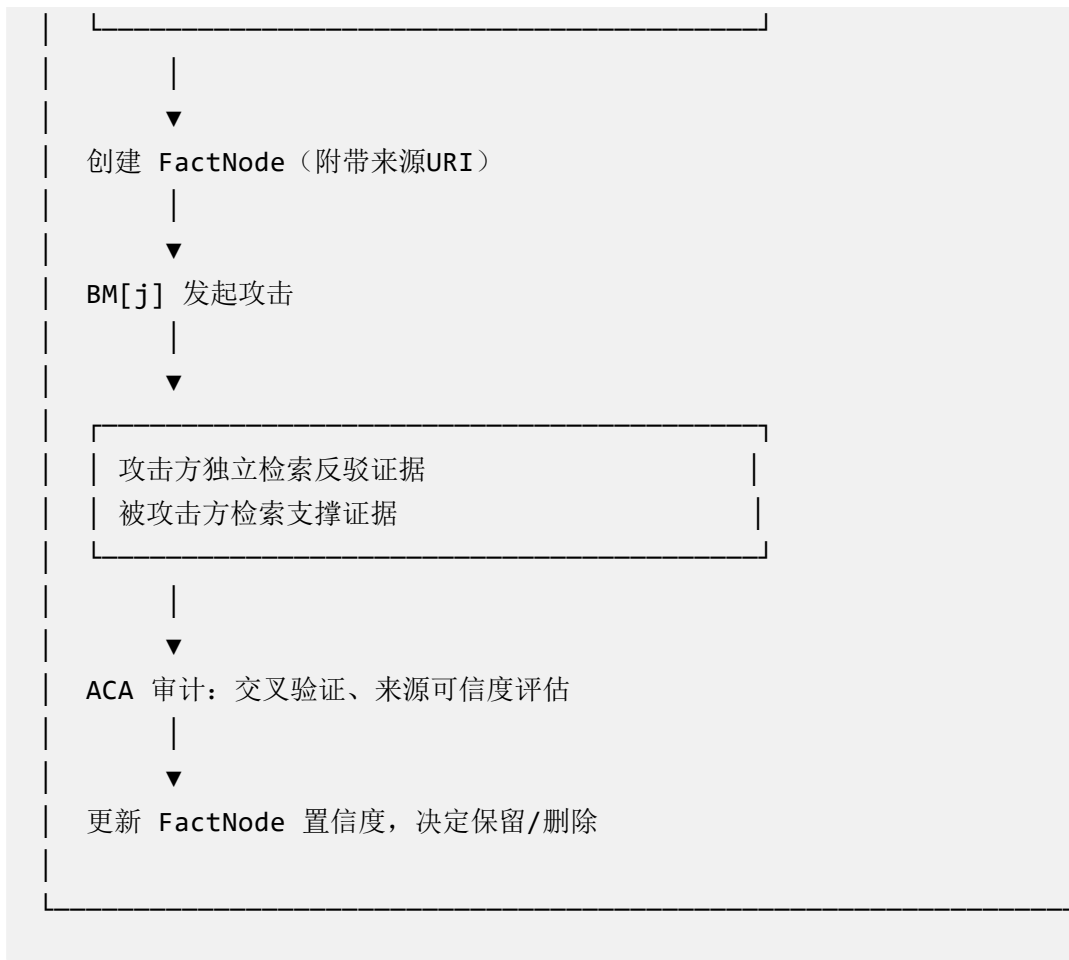 创建 FactNode（附带来源URI）
BM[j] 发起攻击
攻击方独立检索反驳证据
被攻击方检索支撑证据
ACA 审计：交叉验证、来源可信度评估
更新 FactNode 置信度，决定保留/删除